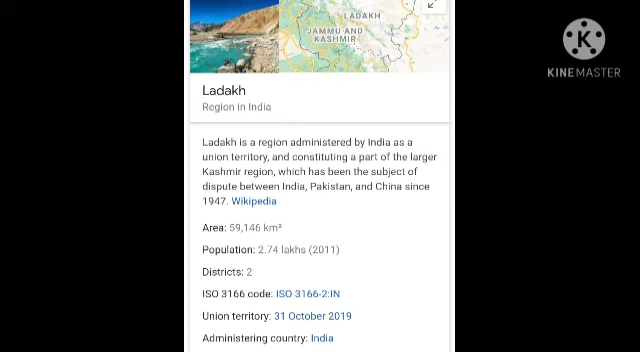 LADAKH
JAMMU AND
KASHMIR
K
KINEMASTER
Ladakh
Region in India
Ladakh is a region administered by India as a
union territory, and constituting a part of the larger
Kashmir region, which has been the subject of
dispute between India, Pakistan, and China since
1947. Wikipedia
Area: 59,146 km²
Population: 2.74 lakhs (2011)
Districts: 2
ISO 3166 code: ISO 3166-2:IN
Union territory: 31 October 2019
Administering country: India